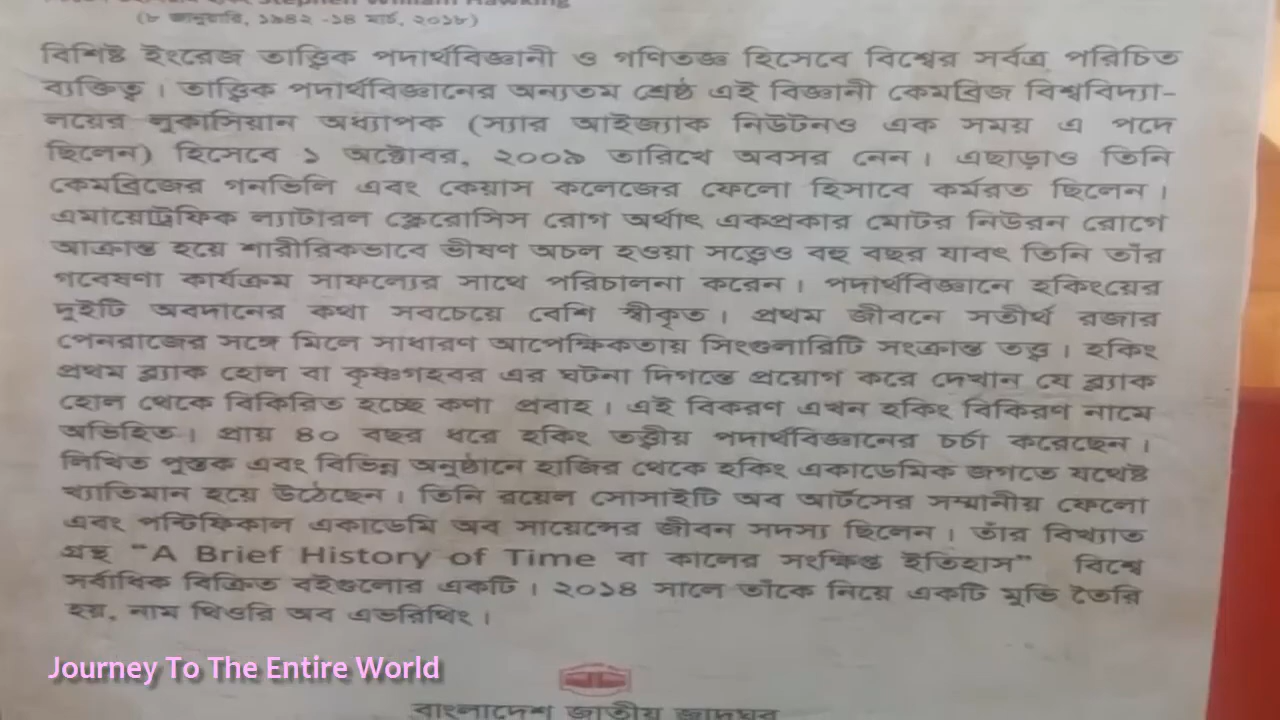 Stephen William Hawking
(৮ জানুয়ারি, ১৯৪২ -১৪ মার্চ, ২০১৮)
বিশিষ্ট ইংরেজ তাত্ত্বিক পদার্থবিজ্ঞানী ও গণিতজ্ঞ হিসেবে বিশ্বের সর্বত্র পরিচিত
ব্যক্তিত্ব। তাত্ত্বিক পদার্থবিজ্ঞানের অন্যতম শ্রেষ্ঠ এই বিজ্ঞানী কেমব্রিজ বিশ্ববিদ্যা-
লয়ের লুকাসিয়ান অধ্যাপক (স্যার আইজ্যাক নিউটনও এক সময় এ পদে
ছিলেন) হিসেবে ১ অক্টোবর, ২০০৯ তারিখে অবসর নেন। এছাড়াও তিনি
কেমব্রিজের গনভিলি এবং কেয়াস কলেজের ফেলো হিসাবে কর্মরত ছিলেন।
এমায়োট্রফিক ল্যাটারল স্ক্লেরোসিস রোগ অর্থাৎ একপ্রকার মোটর নিউরন রোগে
আক্রান্ত হয়ে শারীরিকভাবে ভীষণ অচল হওয়া সত্ত্বেও বহু বছর যাবৎ তিনি তাঁর
গবেষণা কার্যক্রম সাফল্যের সাথে পরিচালনা করেন। পদার্থবিজ্ঞানে হকিংয়ের
দুইটি অবদানের কথা সবচেয়ে বেশি স্বীকৃত। প্রথম জীবনে সতীর্থ রজার
পেনরাজের সঙ্গে মিলে সাধারণ আপেক্ষিকতায় সিংগুলারিটি সংক্রান্ত তত্ত্ব। হকিং
প্রথম ব্ল্যাক হোল বা কৃষ্ণগহবর এর ঘটনা দিগন্তে প্রয়োগ করে দেখান যে ব্ল্যাক
হোল থেকে বিকিরিত হচ্ছে কণা প্রবাহ। এই বিকরণ এখন হকিং বিকিরণ নামে
অভিহিত। প্রায় ৪০ বছর ধরে হকিং তত্ত্বীয় পদার্থবিজ্ঞানের চর্চা করেছেন।
লিখিত পুস্তক এবং বিভিন্ন অনুষ্ঠানে হাজির থেকে হকিং একাডেমিক জগতে যথেষ্ট
খ্যাতিমান হয়ে উঠেছেন। তিনি রয়েল সোসাইটি অব আর্টসের সম্মানীয় ফেলো
এবং পন্টিফিকাল একাডেমি অব সায়েন্সের জীবন সদস্য ছিলেন। তাঁর বিখ্যাত
গ্রন্থ "A Brief History of Time বা কালের সংক্ষিপ্ত ইতিহাস" বিশ্বে
সর্বাধিক বিক্রিত বইগুলোর একটি। ২০১৪ সালে তাঁকে নিয়ে একটি মুভি তৈরি
হয়, নাম থিওরি অব এভরিথিং।
Journey To The Entire World
বাংলাদেশ জাতীয় জাদুঘর